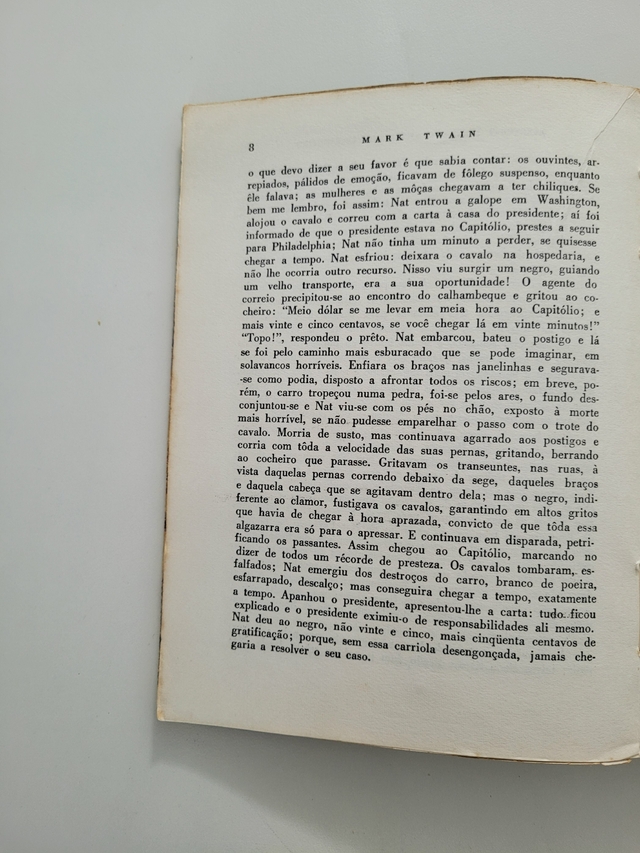 8
MARK TWAIN
o que devo dizer a seu favor é que sabia contar: os ouvintes, ar-
repiados, pálidos de emoção, ficavam de fôlego suspenso, enquanto
êle falava; as mulheres e as môças chegavam a ter chiliques. Se
bem me lembro, foi assim: Nat entrou a galope em Washington,
alojou o cavalo e correu com a carta à casa do presidente; aí foi
informado de que o presidente estava no Capitólio, prestes a seguir
para Philadelphia; Nat não tinha um minuto a perder, se quisesse
chegar a tempo. Nat esfriou: deixara o cavalo na hospedaria, e
não lhe ocorria outro recurso. Nisso viu surgir um negro, guiando
um velho transporte, era a sua oportunidade! O agente do
correio precipitou-se ao encontro do calhambeque e gritou ao co-
cheiro: “Meio dólar se me levar em meia hora ao Capitólio; e
mais vinte e cinco centavos, se você chegar lá em vinte minutos!”
“Topo!”, respondeu o prêto. Nat embarcou, bateu o postigo e lá
se foi pelo caminho mais esburacado que se pode imaginar, em
solavancos horríveis. Enfiara os braços nas janelinhas e segurava-
-se como podia, disposto a afrontar todos os riscos; em breve, po-
rém, o carro tropeçou numa pedra, foi-se pelos ares, o fundo des-
conjuntou-se e Nat viu-se com os pés no chão, exposto à morte
mais horrível, se não pudesse emparelhar o passo com o trote do
cavalo. Morria de susto, mas continuava agarrado aos postigos e
corria com tôda a velocidade das suas pernas, gritando, berrando
ao cocheiro que parasse. Gritavam os transeuntes, nas ruas, à
vista daquelas pernas correndo debaixo da sege, daqueles braços
e daquela cabeça que se agitavam dentro dela; mas o negro, indi-
ferente ao clamor, fustigava os cavalos, garantindo em altos gritos
que havia de chegar à hora aprazada, convicto de que tôda essa
algazarra era só para o apressar. E continuava em disparada, petri-
ficando os passantes. Assim chegou ao Capitólio, marcando no
dizer de todos um récorde de presteza. Os cavalos tombaram, es-
falfados; Nat emergiu dos destroços do carro, branco de poeira,
esfarrapado, descalço; mas conseguira chegar a tempo, exatamente
a tempo. Apanhou o presidente, apresentou-lhe a carta: tudo ficou
explicado e o presidente eximiu-o de responsabilidades ali mesmo.
Nat deu ao negro, não vinte e cinco, mais cinqüenta centavos de
gratificação; porque, sem essa carriola desengonçada, jamais che-
garia a resolver o seu caso.